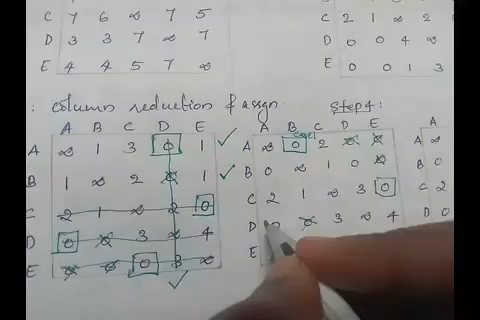 C 7 6 ∞ 7 5
D 3 3 7 ∞ 7
E 4 4 5 7 ∞
C 2 1 ∞ 2
D 0 0 4 ∞
E 0 0 1 3
: column reduction & assgn.
A B C D E
A ∞ 1 3 0 1 ✓
B 1 ∞ 2 0 1 ✓
C 2 1 ∞ 2 0
D 0 0 3 ∞ 4
E 0 0 0 3 ∞
✓
Step 4:
A B C D E
A ∞ 0 2 0 0
B 0 ∞ 1 0 0
C 2 1 ∞ 3 0
D 0 0 3 ∞ 4
E
A
A ∞
B 0
C 2
D 0